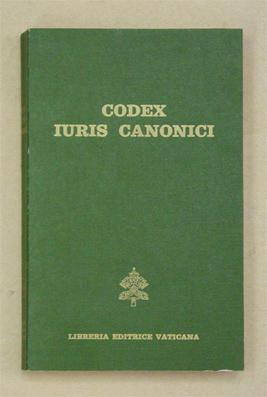 CODEX
IURIS CANONICI
LIBRERIA EDITRICE VATICANA